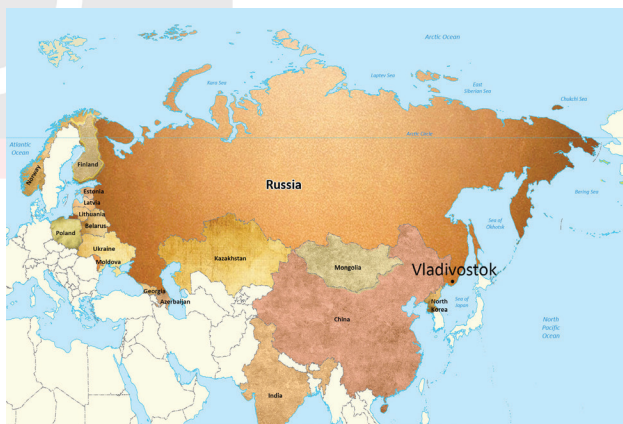 Arctic Ocean
Kara Sea
Laptev Sea
East
Siberian Sea
Chukchi Sea
Arctic Circle
Atlantic
Ocean
Norway
Finland
Bering Sea
Russia
Estonia
Latvia
Lithuania
Belarus
Poland
Sea of
Okhotsk
Ukraine
Moldova
Kazakhstan
Mongolia
Vladivostok
Georgia
Azerbaijan
North
Korea
Sea of
Japan
China
North
Pacific
Ocean
India